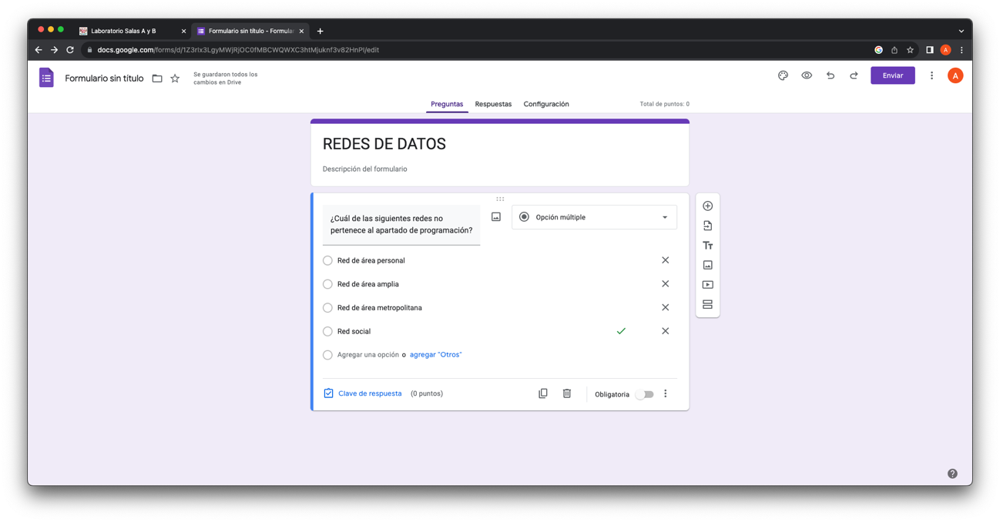 Laboratorio Salas A y B
Formulario sin título - Formular
docs.google.com/forms/d/1Z3rIx3LgyMWjRjOC0fMBCWQWXC3htMjuknf3v82HnPI/edit
A
Formulario sin título
Se guardaron todos los
cambios en Drive
Enviar
A
Preguntas
Respuestas
Configuración
Total de puntos: 0
REDES DE DATOS
Descripción del formulario
¿Cuál de las siguientes redes no
pertenece al apartado de programación?
Opción múltiple
Red de área personal
Red de área amplia
Red de área metropolitana
Red social
Agregar una opción o agregar "Otros"
Clave de respuesta (0 puntos)
Obligatoria